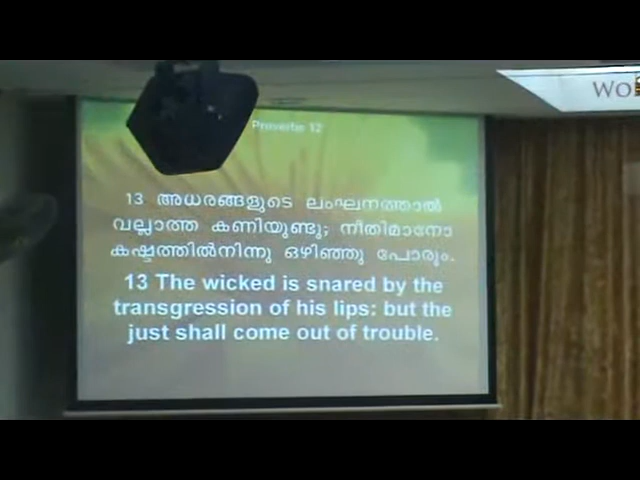 WO
Proverbs 12
13 അധരങ്ങളുടെ ലംഘനത്താൽ
വല്ലാത്ത കണിയുണ്ടു; നീതിമാനോ
കഷ്ടത്തിൽനിന്നു ഒഴിഞ്ഞു പോരും.
13 The wicked is snared by the
transgression of his lips: but the
just shall come out of trouble.